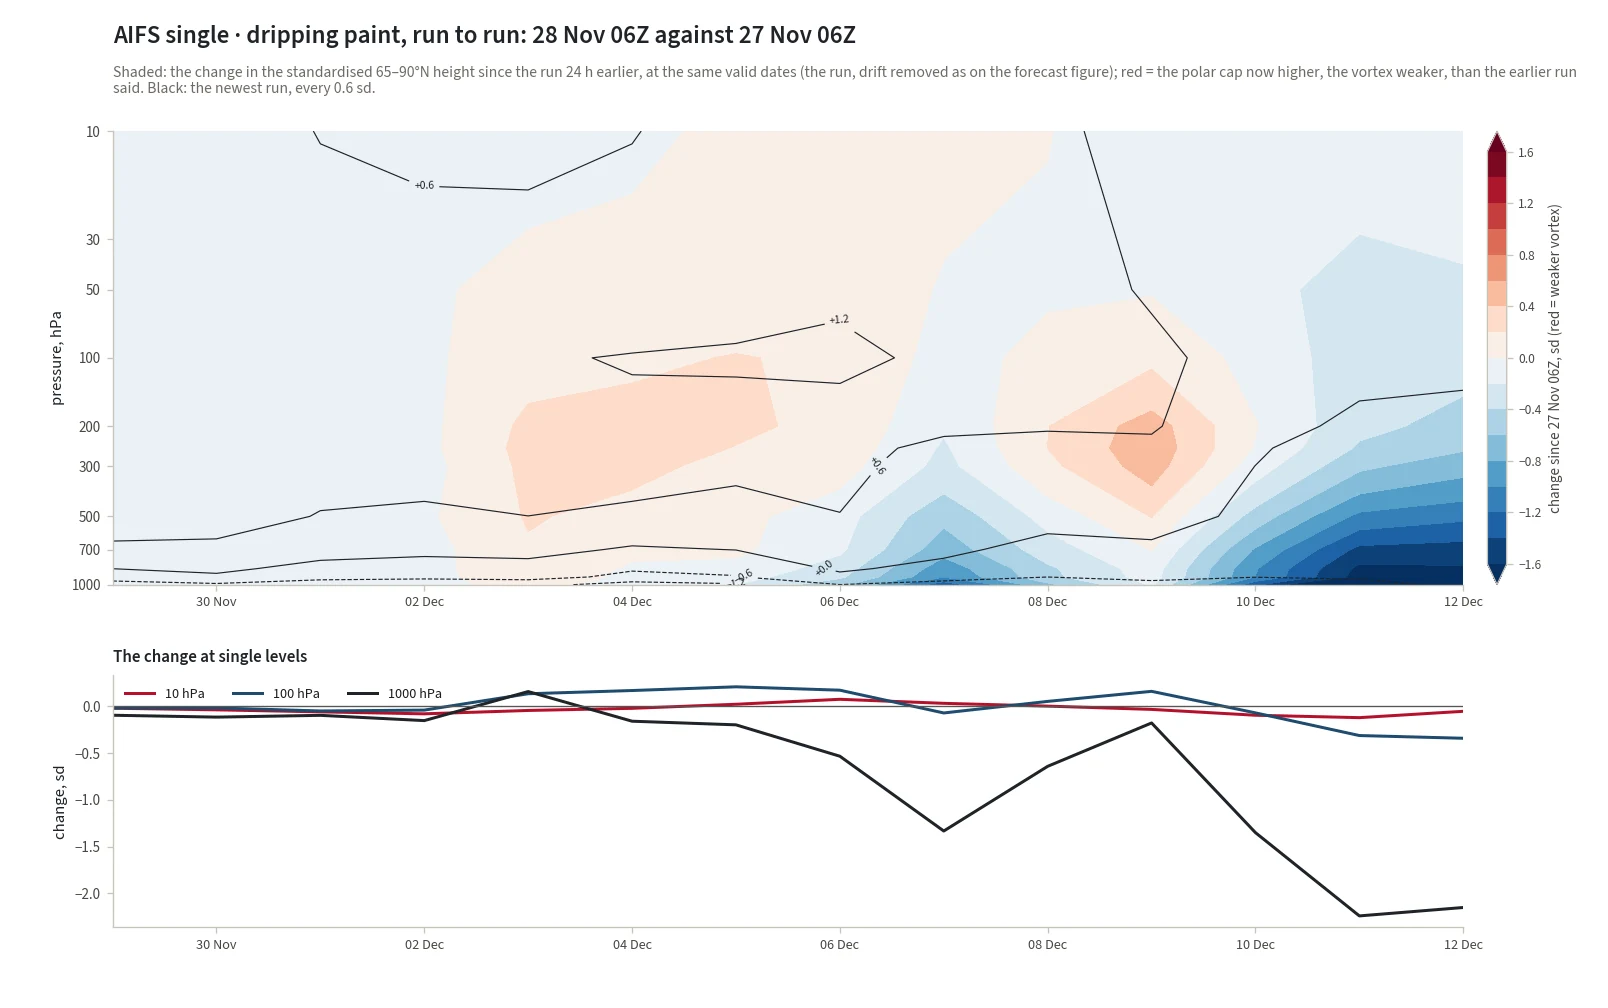 AIFS single · dripping paint, run to run: 28 Nov 06Z against 27 Nov 06Z
Shaded: the change in the standardised 65–90°N height since the run 24 h earlier, at the same valid dates (the run, drift removed as on the forecast figure); red = the polar cap now higher, the vortex weaker, than the earlier run
said. Black: the newest run, every 0.6 sd.
pressure, hPa
10
30
50
100
200
300
500
700
1000
+0.6
+1.2
+0.6
+0.0
-0.6
-1.2
30 Nov
02 Dec
04 Dec
06 Dec
08 Dec
10 Dec
12 Dec
1.6
1.2
0.8
0.4
0.0
−0.4
−0.8
−1.2
−1.6
change since 27 Nov 06Z, sd (red = weaker vortex)
The change at single levels
10 hPa
100 hPa
1000 hPa
change, sd
0.0
−0.5
−1.0
−1.5
−2.0
30 Nov
02 Dec
04 Dec
06 Dec
08 Dec
10 Dec
12 Dec